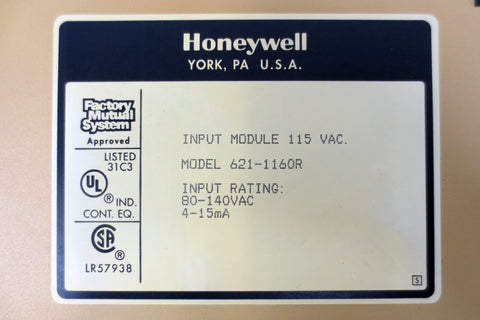 Honeywell
YORK, PA U.S.A.
Factory
Mutual
System
Approved
LISTED
31C3
UL
®
IND.
CONT. EQ.
SA
®
LR57938
INPUT MODULE 115 VAC.
MODEL 621-1160R
INPUT RATING:
80-140VAC
4-15mA
S